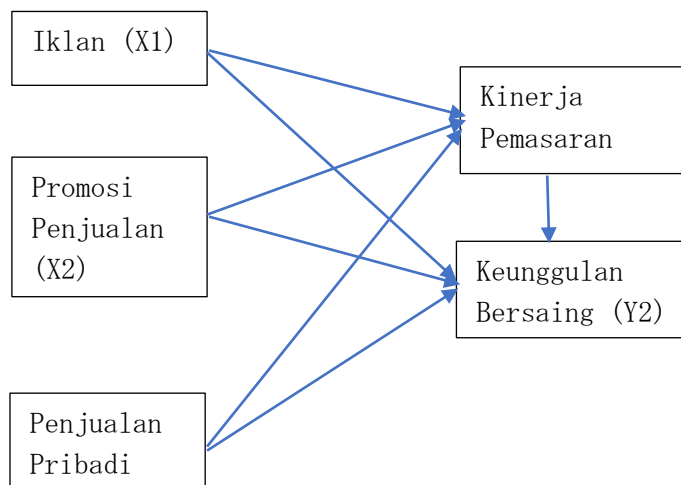 Iklan (X1)
Promosi
Penjualan
(X2)
Penjualan
Pribadi
Kinerja
Pemasaran
Keunggulan
Bersaing (Y2)